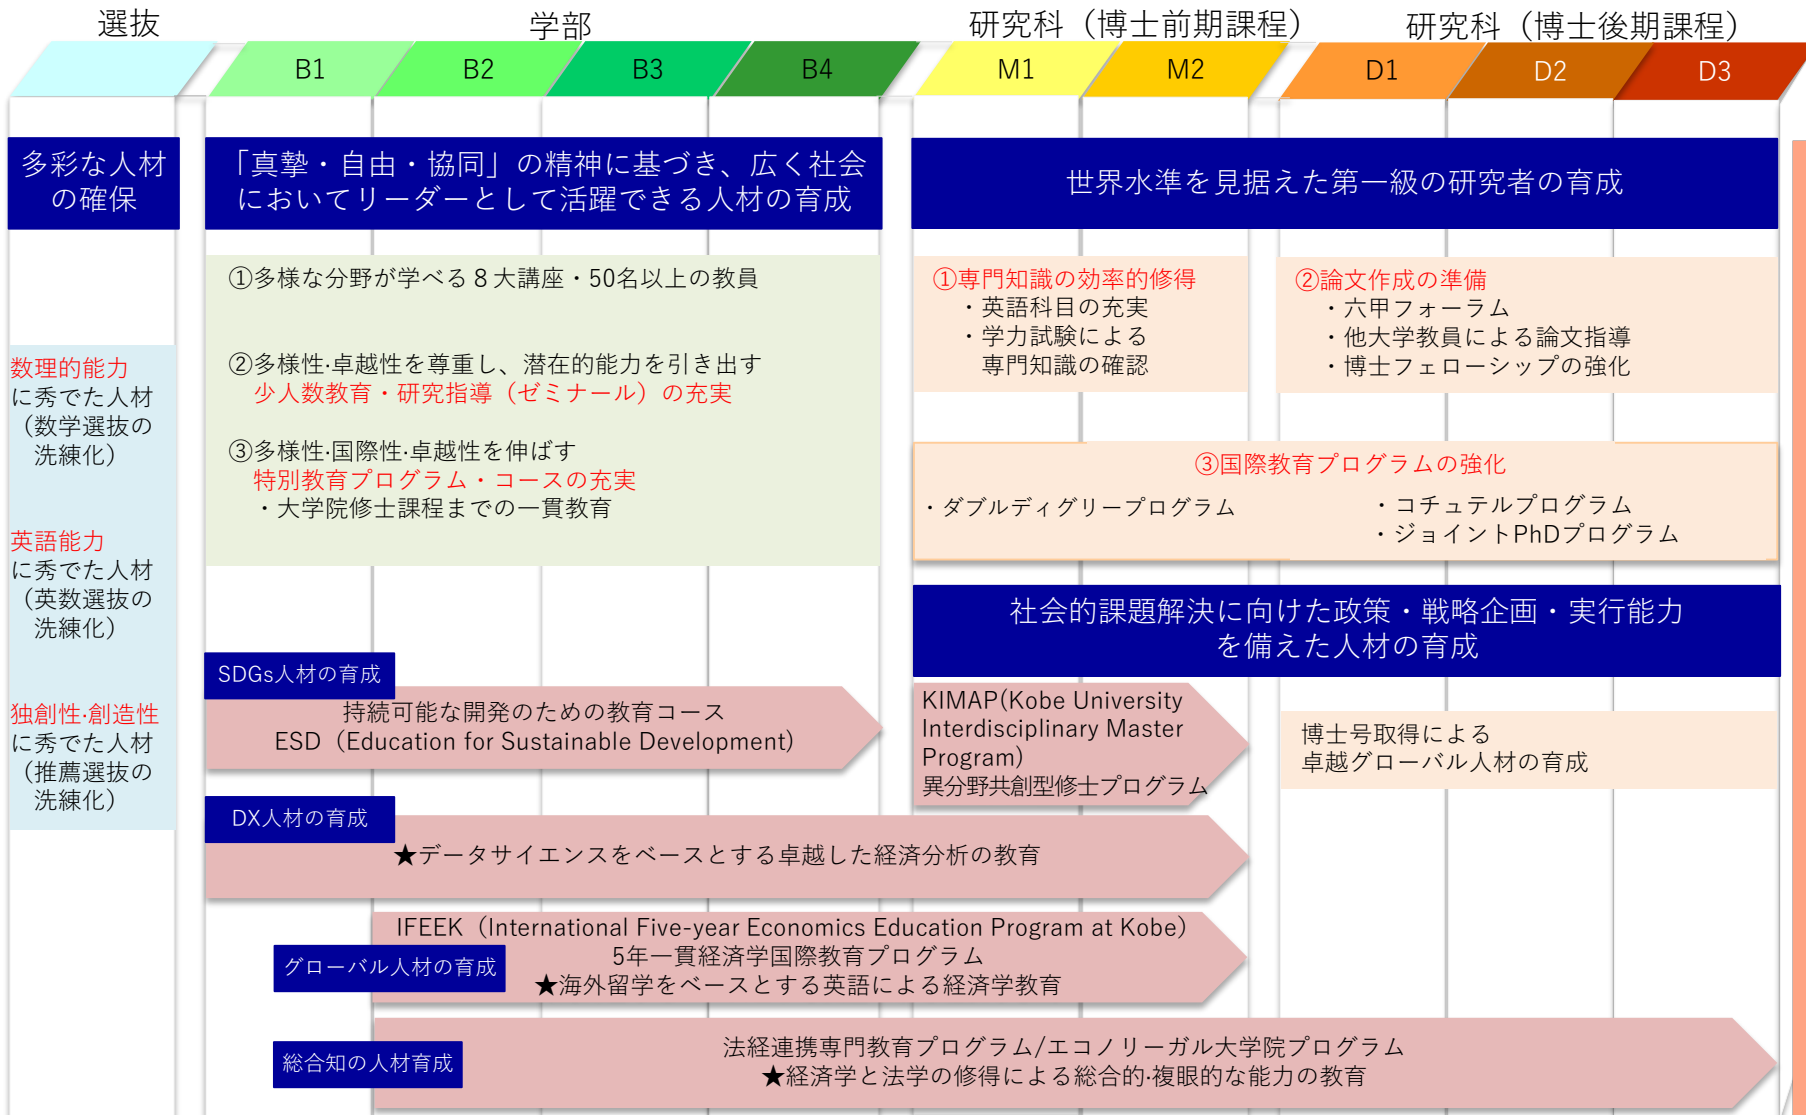 選抜
学部
研究科（博士前期課程）
研究科（博士後期課程）
B1
B2
B3
B4
M1
M2
D1
D2
D3
多彩な人材
の確保
「真摯・自由・協同」の精神に基づき、広く社会
においてリーダーとして活躍できる人材の育成
世界水準を見据えた第一級の研究者の育成
数理的能力
に秀でた人材
（数学選抜の
洗練化）
英語能力
に秀でた人材
（英数選抜の
洗練化）
独創性·創造性
に秀でた人材
（推薦選抜の
洗練化）
①多様な分野が学べる８大講座・50名以上の教員
②多様性·卓越性を尊重し、潜在的能力を引き出す
少人数教育・研究指導（ゼミナール）の充実
③多様性·国際性·卓越性を伸ばす
特別教育プログラム・コースの充実
・大学院修士課程までの一貫教育
①専門知識の効率的修得
・英語科目の充実
・学力試験による
専門知識の確認
②論文作成の準備
・六甲フォーラム
・他大学教員による論文指導
・博士フェローシップの強化
③国際教育プログラムの強化
・ダブルディグリープログラム
・コチュテルプログラム
・ジョイントPhDプログラム
社会的課題解決に向けた政策・戦略企画・実行能力
を備えた人材の育成
SDGs人材の育成
持続可能な開発のための教育コース
ESD（Education for Sustainable Development）
KIMAP(Kobe University
Interdisciplinary Master
Program)
異分野共創型修士プログラム
博士号取得による
卓越グローバル人材の育成
DX人材の育成
★データサイエンスをベースとする卓越した経済分析の教育
IFEEK（International Five-year Economics Education Program at Kobe）
5年一貫経済学国際教育プログラム
★海外留学をベースとする英語による経済学教育
グローバル人材の育成
総合知の人材育成
法経連携専門教育プログラム/エコノリーガル大学院プログラム
★経済学と法学の修得による総合的·複眼的な能力の教育